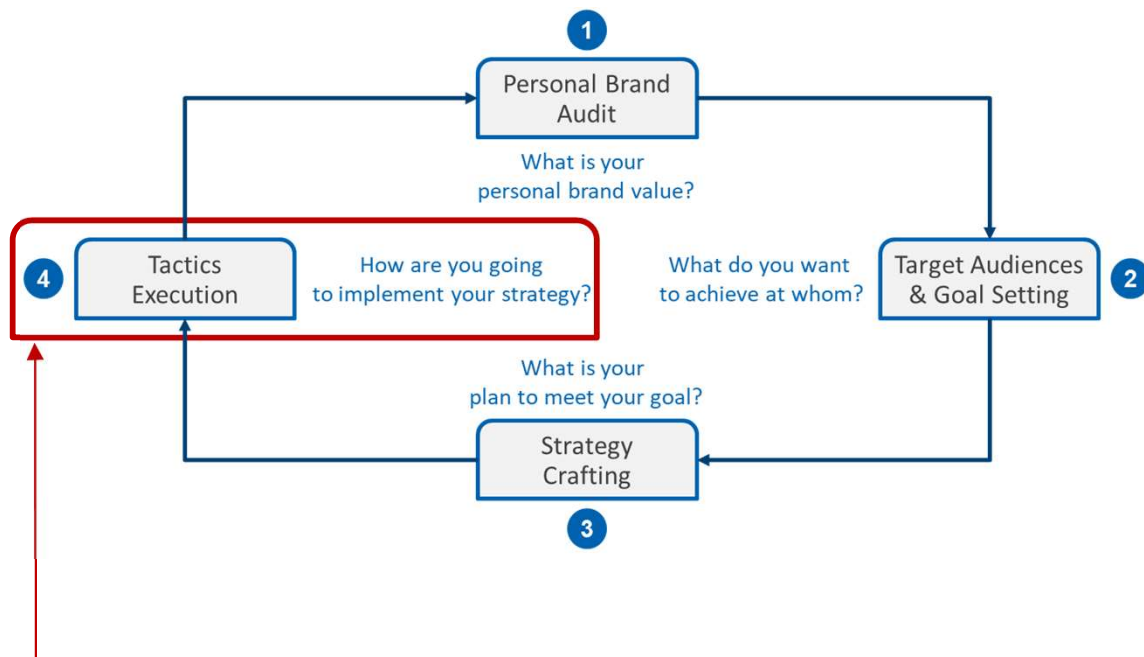 1
Personal Brand
Audit
What is your
personal brand value?
4
Tactics
Execution
How are you going
to implement your strategy?
What do you want
to achieve at whom?
Target Audiences
& Goal Setting
2
What is your
plan to meet your goal?
Strategy
Crafting
3